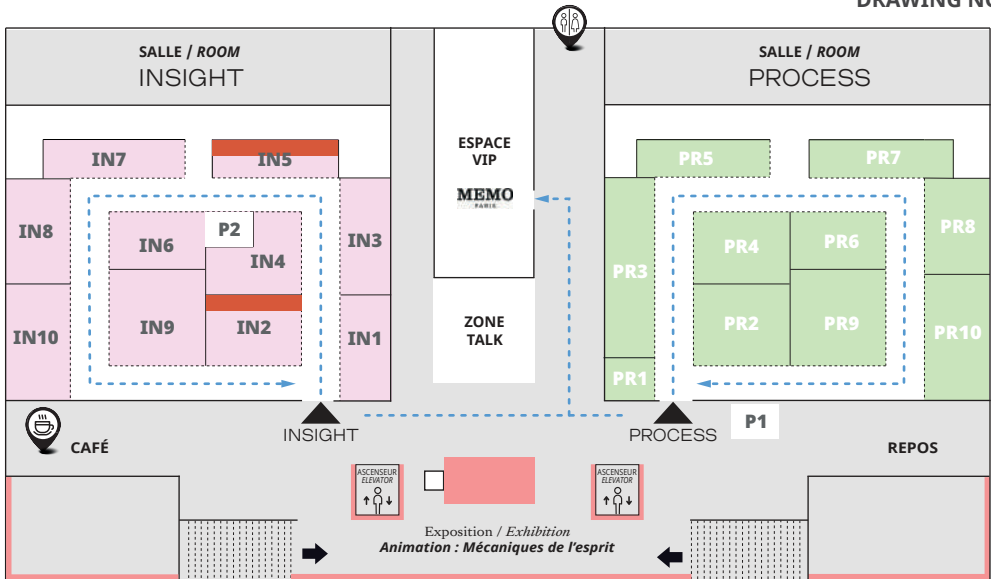 DRAWING NO
SALLE / ROOM
INSIGHT
SALLE / ROOM
PROCESS
ESPACE
VIP
MEMO
PARIS
ZONE
TALK
IN7
IN5
IN8
IN6
P2
IN4
IN3
IN10
IN9
IN2
IN1
PR5
PR7
PR3
PR4
PR6
PR8
PR2
PR9
PR10
PR1
INSIGHT
PROCESS
P1
CAFÉ
REPOS
ASCENSEUR
ELEVATOR
ASCENSEUR
ELEVATOR
Exposition / Exhibition
Animation : Mécaniques de l'esprit